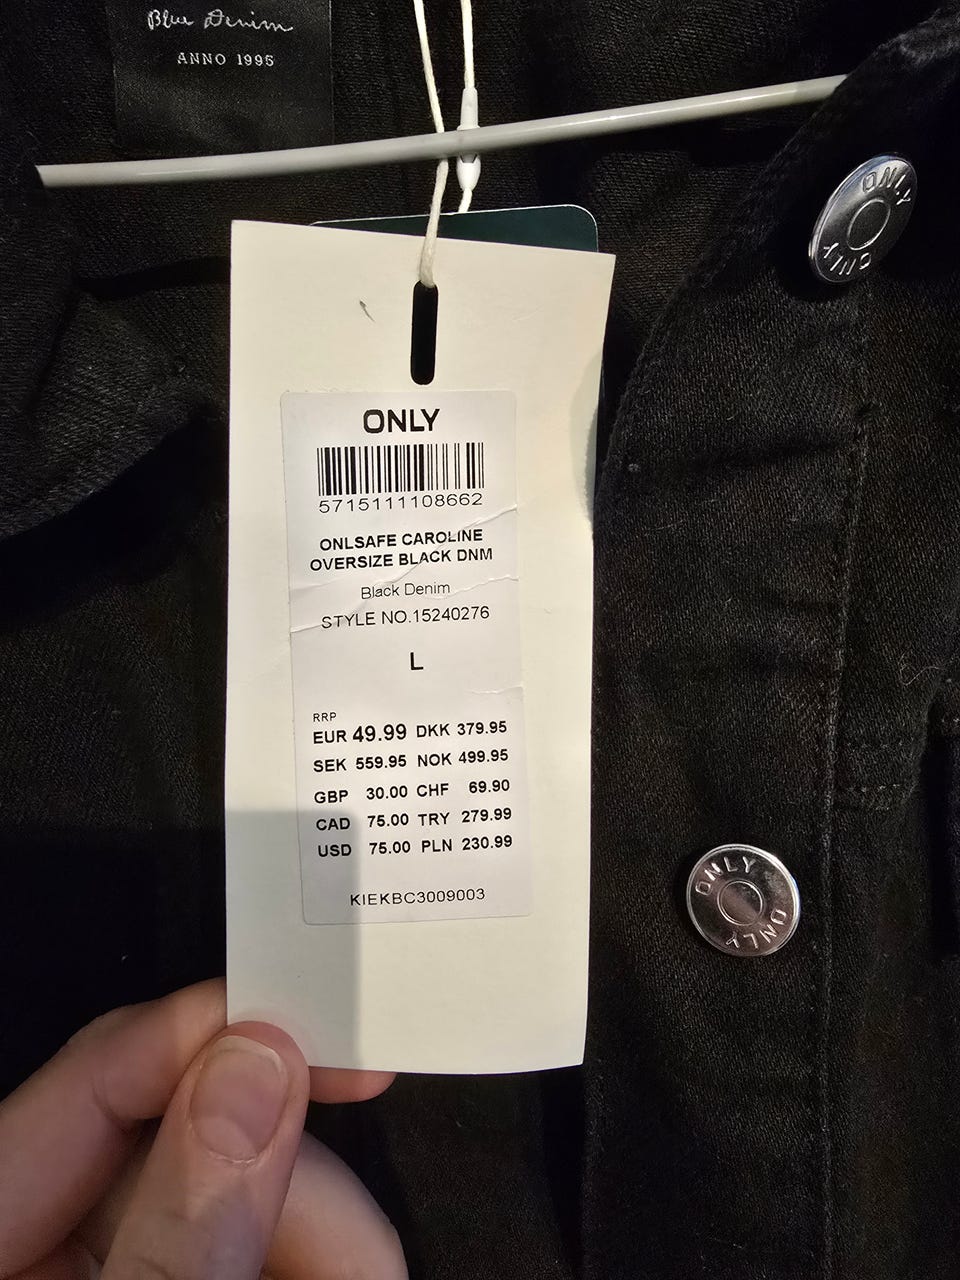 Blue Denim
ANNO 1995
ONLY
ONLY
ONLY
5715111108662
ONLSAFE CAROLINE
OVERSIZE BLACK DNM
Black Denim
STYLE NO.15240276
L
RRP
EUR 49.99 DKK 379.95
SEK 559.95 NOK 499.95
GBP 30.00 CHF 69.90
CAD 75.00 TRY 279.99
USD 75.00 PLN 230.99
KIEKBC3009003
ONLY
ONLY